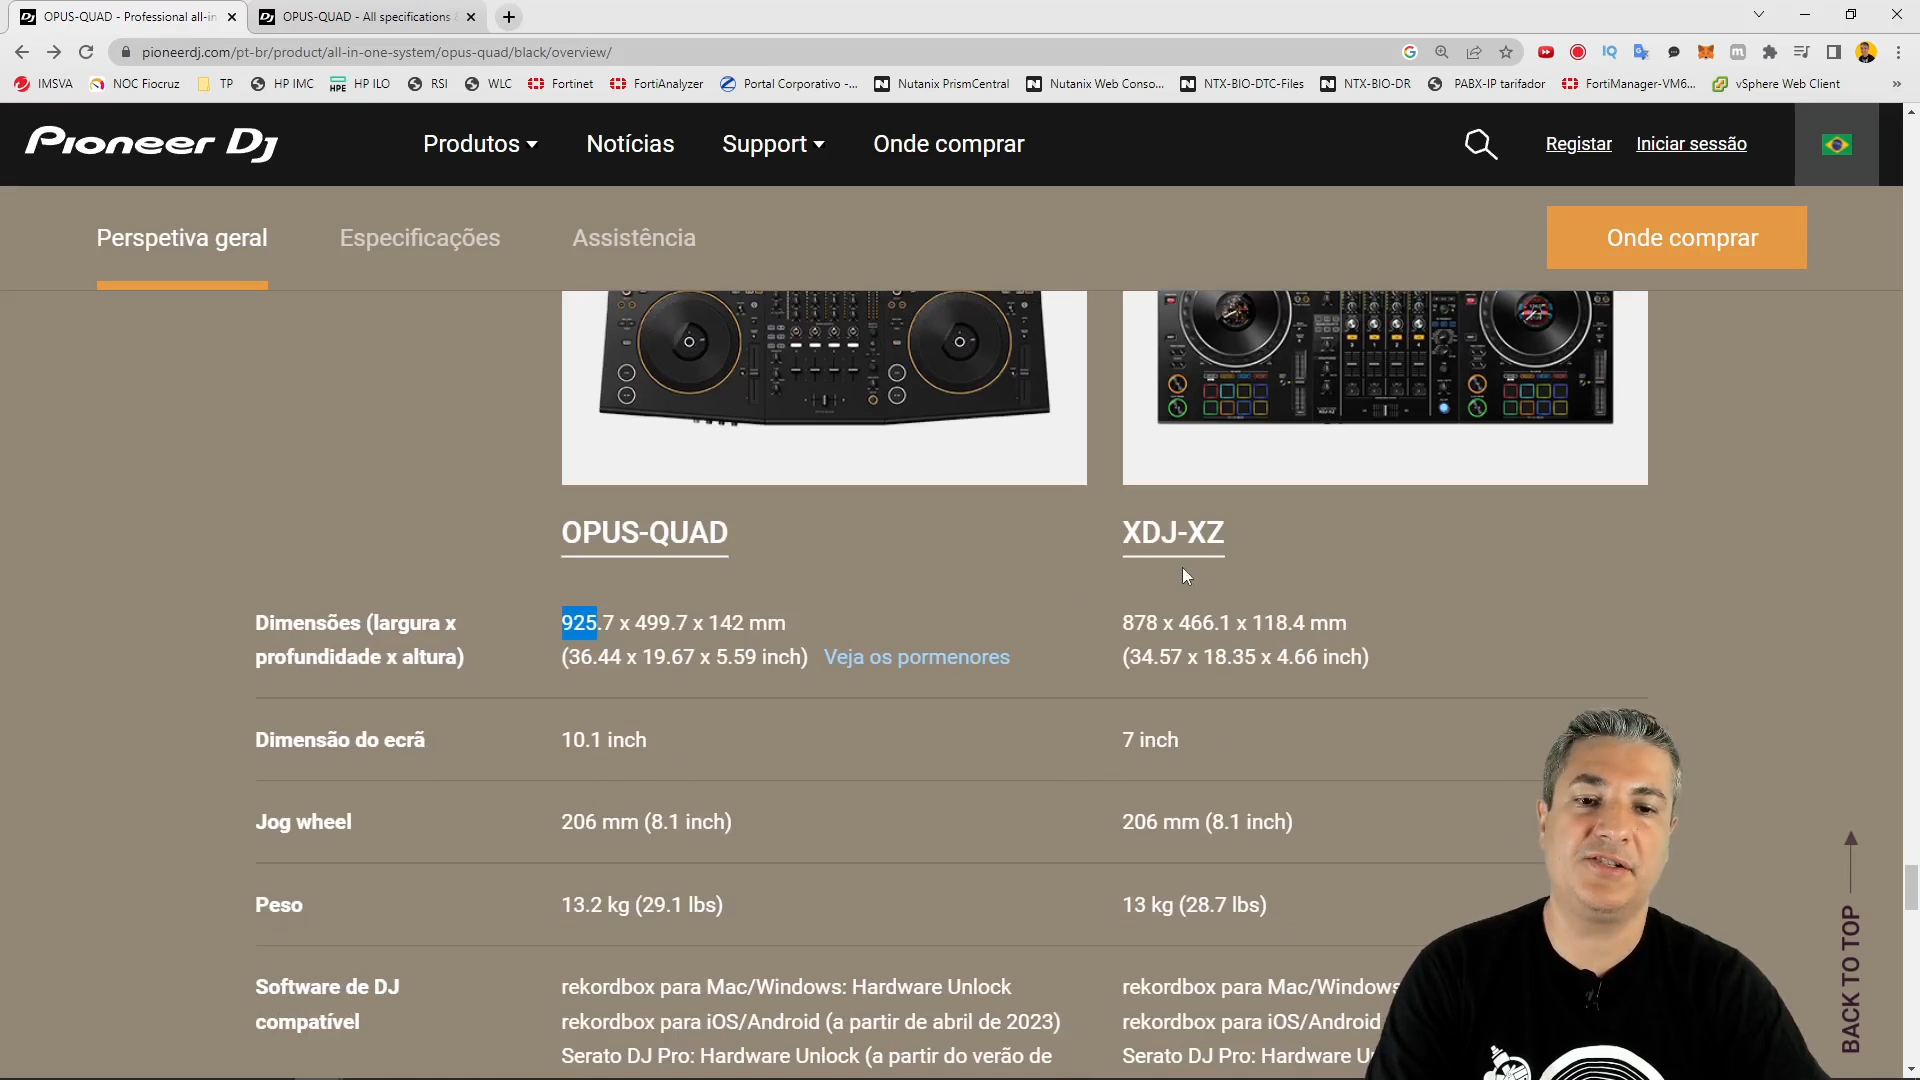 OPUS-QUAD - Professional all-in
OPUS-QUAD - All specifications
pioneerdj.com/pt-br/product/all-in-one-system/opus-quad/black/overview/
IMSVA NOC Fiocruz TP HP IMC HP ILO RSI WLC Fortinet FortiAnalyzer Portal Corporativo -... Nutanix PrismCentral Nutanix Web Conso... NTX-BIO-DTC-Files NTX-BIO-DR PABX-IP tarifador FortiManager-VM6... vSphere Web Client »
Pioneer Dj Produtos Notícias Support Onde comprar Registar Iniciar sessão
Perspetiva geral Especificações Assistência Onde comprar
OPUS-QUAD XDJ-XZ
Dimensões (largura x 925.7 x 499.7 x 142 mm 878 x 466.1 x 118.4 mm
profundidade x altura) (36.44 x 19.67 x 5.59 inch) Veja os pormenores (34.57 x 18.35 x 4.66 inch)
Dimensão do ecrã 10.1 inch 7 inch
Jog wheel 206 mm (8.1 inch) 206 mm (8.1 inch)
Peso 13.2 kg (29.1 lbs) 13 kg (28.7 lbs)
Software de DJ rekordbox para Mac/Windows: Hardware Unlock rekordbox para Mac/Windows
compatível rekordbox para iOS/Android (a partir de abril de 2023) rekordbox para iOS/Android
Serato DJ Pro: Hardware Unlock (a partir do verão de Serato DJ Pro: Hardware
BACK TO TOP